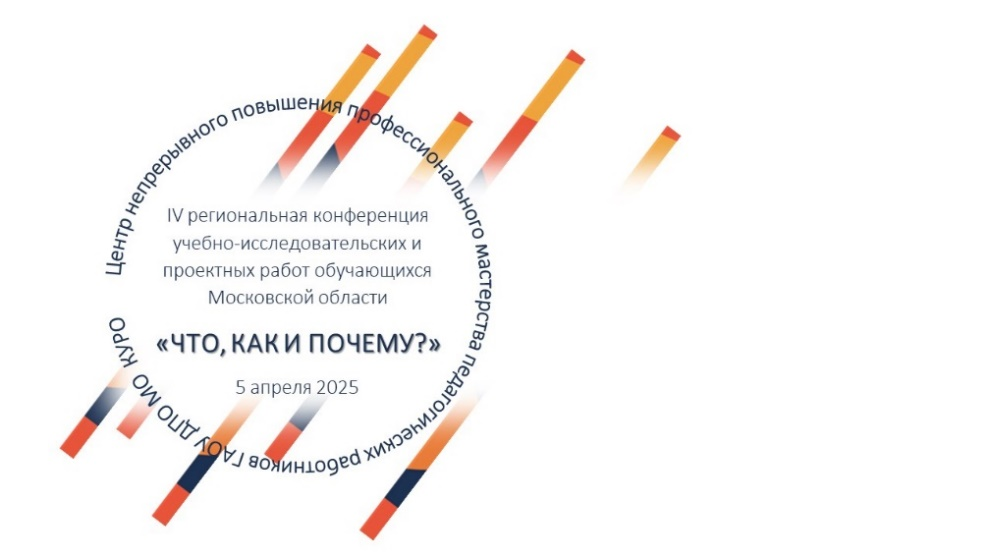 Центр непрерывного повышения профессионального мастерства педагогических работников ГАОУ ДПО МО КУРО
IV региональная конференция
учебно-исследовательских и
проектных работ обучающихся
Московской области
«ЧТО, КАК И ПОЧЕМУ?»
5 апреля 2025